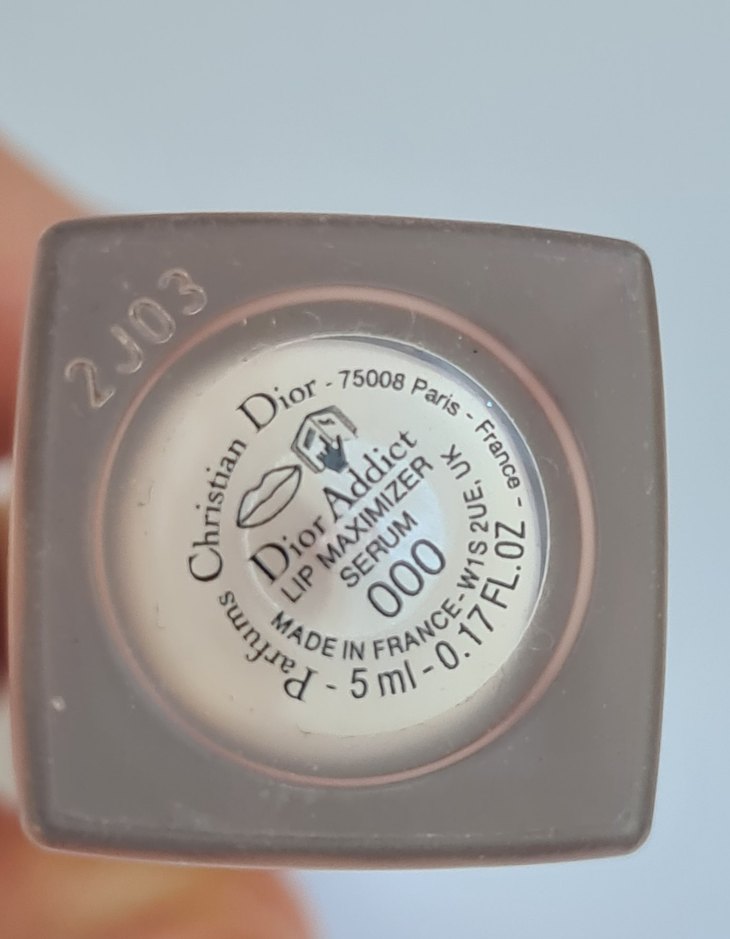 2J03
Parfums Christian Dior - 75008 Paris - France -
Dior Addict
LIP MAXIMIZER
SERUM
000
MADE IN FRANCE - W1S 2UE, UK
- 5 ml - 0.17 FL.OZ